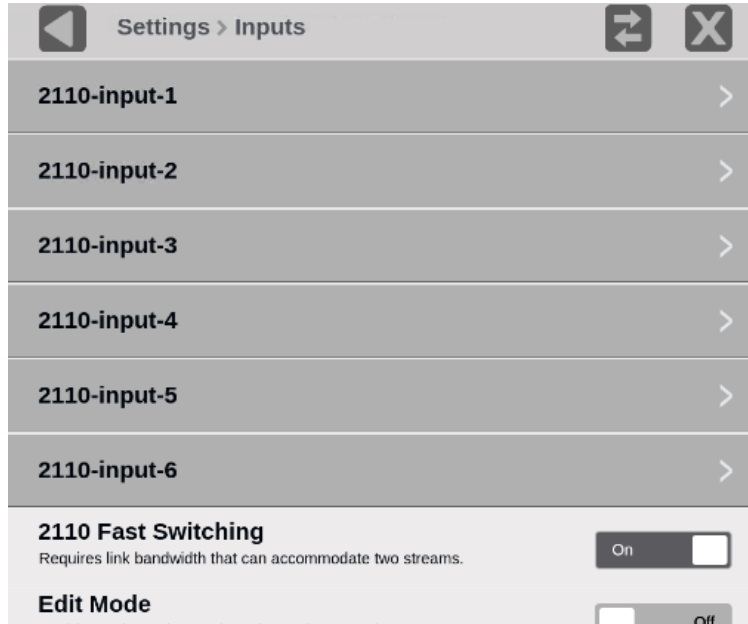 Settings > Inputs
2110-input-1
2110-input-2
2110-input-3
2110-input-4
2110-input-5
2110-input-6
2110 Fast Switching
Requires link bandwidth that can accommodate two streams.
On
Edit Mode
Off